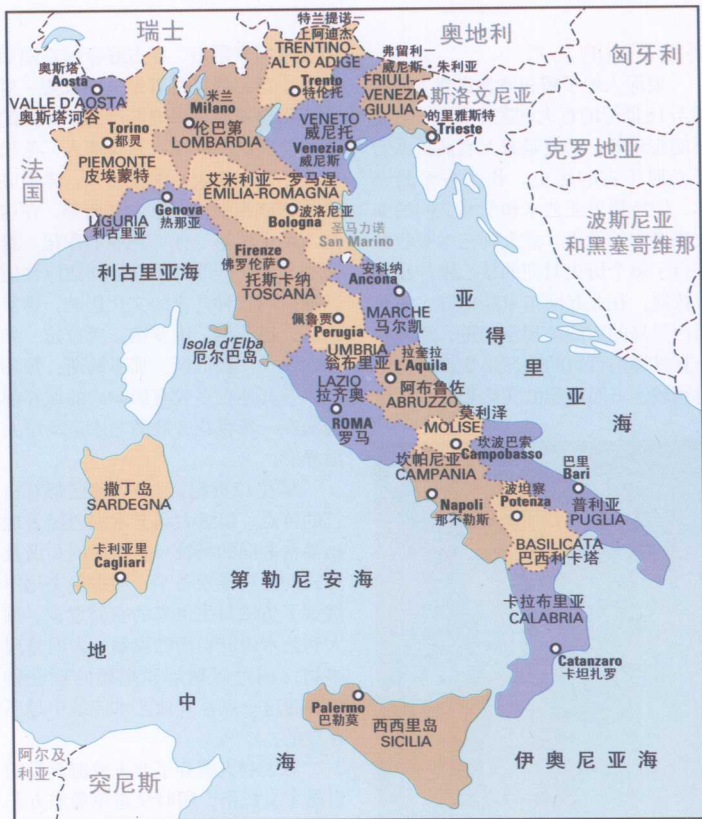 瑞士
特兰提诺一
上阿迪杰
TRENTINO-
ALTO ADIGE
奥地利
匈牙利
弗留利一
威尼斯·朱利亚
FRIULI-
VENEZIA
GIULIA
斯洛文尼亚
奥斯塔
Aosta
VALLE D'AOSTA
奥斯塔河谷
米兰
Milano
伦巴第
LOMBARDIA
Trento
特伦托
VENETO
威尼托
Venezia
威尼斯
的里雅斯特
Trieste
克罗地亚
Torino
都灵
PIEMONTE
皮埃蒙特
法
国
艾米利亚一罗马涅
EMILIA-ROMAGNA
波洛尼亚
Bologna
Genova
热那亚
LIGURIA
利古里亚
圣马力诺
San Marino
波斯尼亚
和黑塞哥维那
利古里亚海
Firenze
佛罗伦萨
托斯卡纳
TOSCANA
安科纳
Ancona
MARCHE
马尔凯
佩鲁贾
Perugia
UMBRIA
翁布里亚
Isola d'Elba
厄尔巴岛
拉奎拉
L'Aquila
阿布鲁佐
ABRUZZO
亚
得
里
亚
海
LAZIO
拉齐奥
ROMA
罗马
莫利泽
MOLISE
坎波巴索
Campobasso
坎帕尼亚
CAMPANIA
Napoli
那不勒斯
巴里
Bari
普利亚
PUGLIA
波坦察
Potenza
BASILICATA
巴西利卡塔
撒丁岛
SARDEGNA
卡利亚里
Cagliari
第勒尼安海
卡拉布里亚
CALABRIA
Catanzaro
卡坦扎罗
地
中
海
Palermo
巴勒莫
西西里岛
SICILIA
伊奥尼亚海
阿尔及
利亚
突尼斯